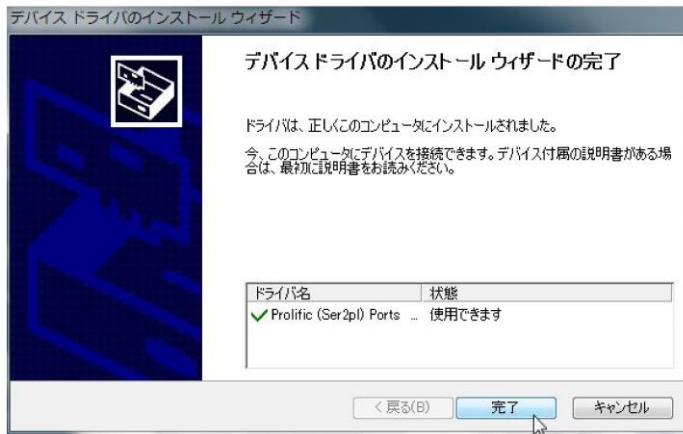 デバイス ドライバのインストール ウィザード
デバイス ドライバのインストール ウィザードの完了
ドライバは、正しくこのコンピュータにインストールされました。
今、このコンピュータにデバイスを接続できます。デバイス付属の説明書がある場
合は、最初に説明書をお読みください。
ドライバ名 状態
Prolific (Ser2pl) Ports ... 使用できます
< 戻る(B) 完了 キャンセル